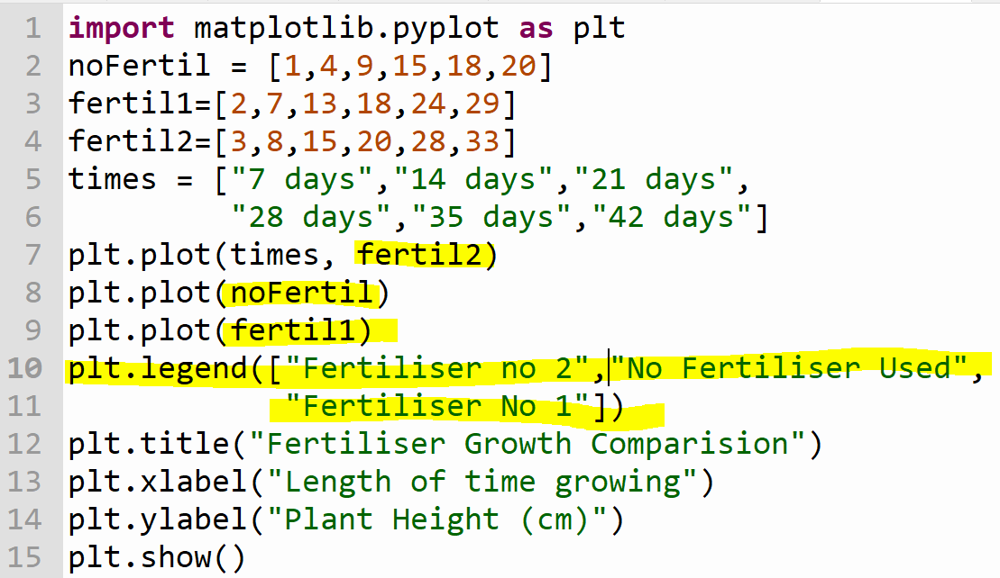 1 import matplotlib.pyplot as plt
2 noFertil = [1,4,9,15,18,20]
3 fertil1=[2,7,13,18,24,29]
4 fertil2=[3,8,15,20,28,33]
5 times = ["7 days","14 days","21 days",
6 "28 days","35 days","42 days"]
7 plt.plot(times, fertil2)
8 plt.plot(noFertil)
9 plt.plot(fertil1)
10 plt.legend(["Fertiliser no 2","No Fertiliser Used",
11 "Fertiliser No 1"])
12 plt.title("Fertiliser Growth Comparision")
13 plt.xlabel("Length of time growing")
14 plt.ylabel("Plant Height (cm)")
15 plt.show()